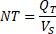 NT = Q_T / V_S